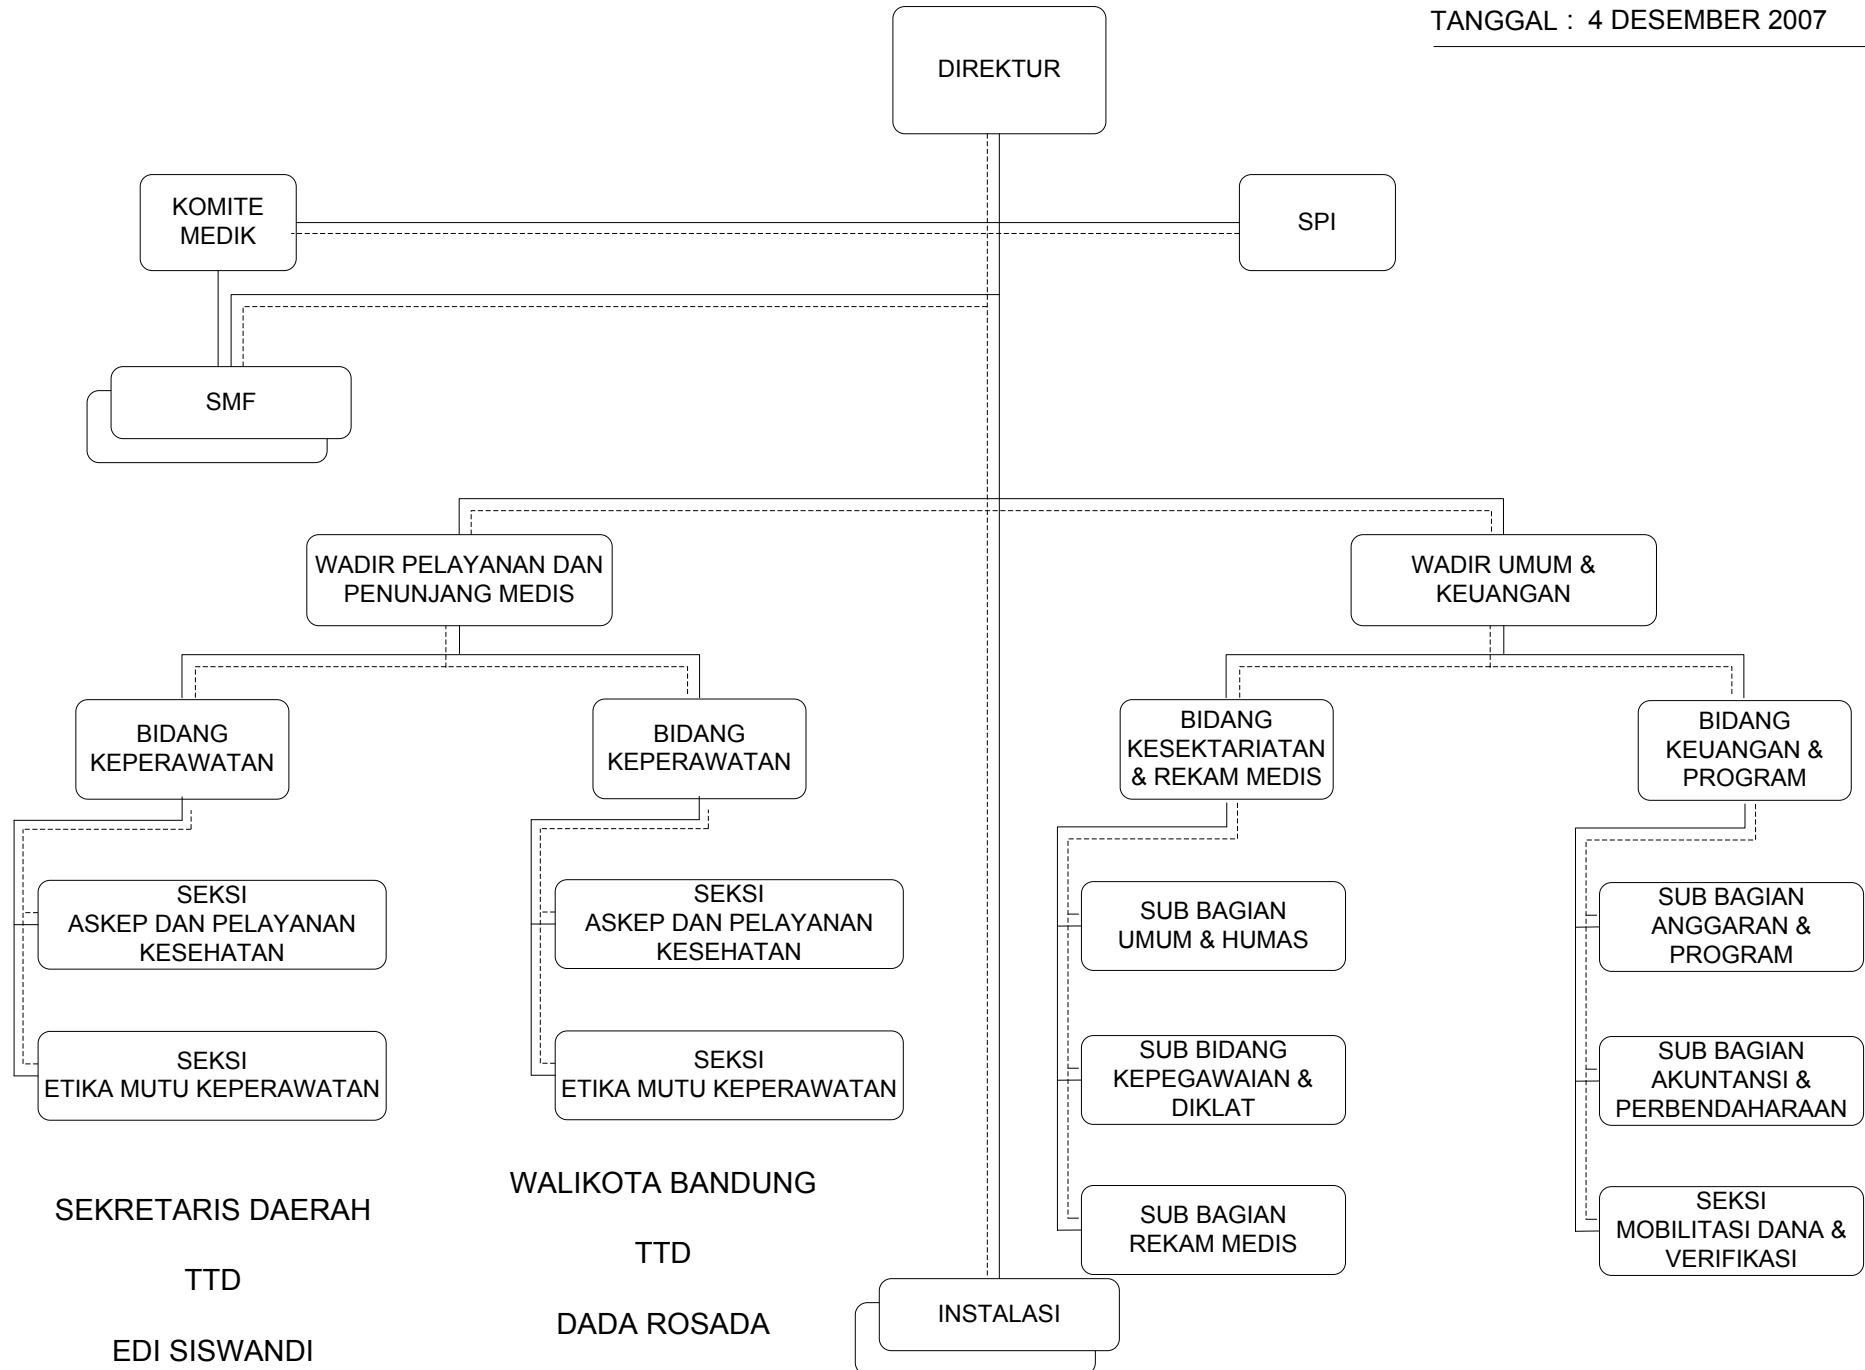 TANGGAL : 4 DESEMBER 2007
DIREKTUR
KOMITE
MEDIK
SPI
SMF
WADIR PELAYANAN DAN
PENUNJANG MEDIS
WADIR UMUM &
KEUANGAN
BIDANG
KEPERAWATAN
BIDANG
KEPERAWATAN
BIDANG
KESEKTARIATAN
& REKAM MEDIS
BIDANG
KEUANGAN &
PROGRAM
SEKSI
ASKEP DAN PELAYANAN
KESEHATAN
SEKSI
ASKEP DAN PELAYANAN
KESEHATAN
SUB BAGIAN
UMUM & HUMAS
SUB BAGIAN
ANGGARAN &
PROGRAM
SEKSI
ETIKA MUTU KEPERAWATAN
SEKSI
ETIKA MUTU KEPERAWATAN
SUB BIDANG
KEPEGAWAIAN &
DIKLAT
SUB BAGIAN
AKUNTANSI &
PERBENDAHARAAN
SUB BAGIAN
REKAM MEDIS
SEKSI
MOBILITASI DANA &
VERIFIKASI
SEKRETARIS DAERAH
TTD
EDI SISWANDI
WALIKOTA BANDUNG
TTD
DADA ROSADA
INSTALASI